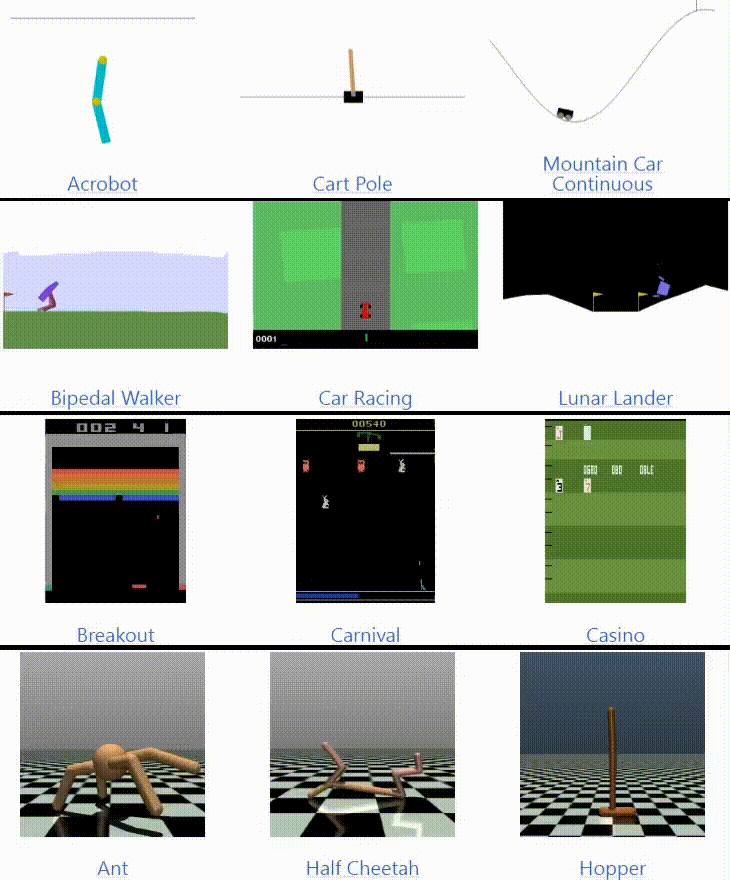 Acrobot
Cart Pole
Mountain Car
Continuous
0001
Bipedal Walker
Car Racing
Lunar Lander
002 4 1
00540
Breakout
Carnival
Casino
Ant
Half Cheetah
Hopper